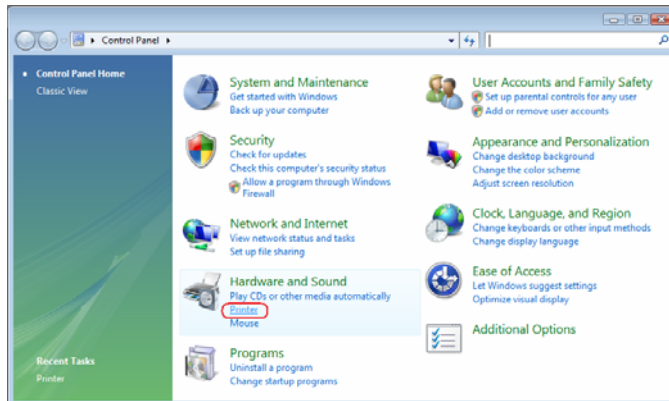 Control Panel
Control Panel Home
Classic View
System and Maintenance
Get started with Windows
Back up your computer
Security
Check for updates
Check this computer's security status
Allow a program through Windows
Firewall
Network and Internet
View network status and tasks
Set up file sharing
Hardware and Sound
Play CDs or other media automatically
Printer
Mouse
Programs
Uninstall a program
Change startup programs
User Accounts and Family Safety
Set up parental controls for any user
Add or remove user accounts
Appearance and Personalization
Change desktop background
Change the color scheme
Adjust screen resolution
Clock, Language, and Region
Change keyboards or other input methods
Change display language
Ease of Access
Let Windows suggest settings
Optimize visual display
Additional Options
Recent Tasks
Printer